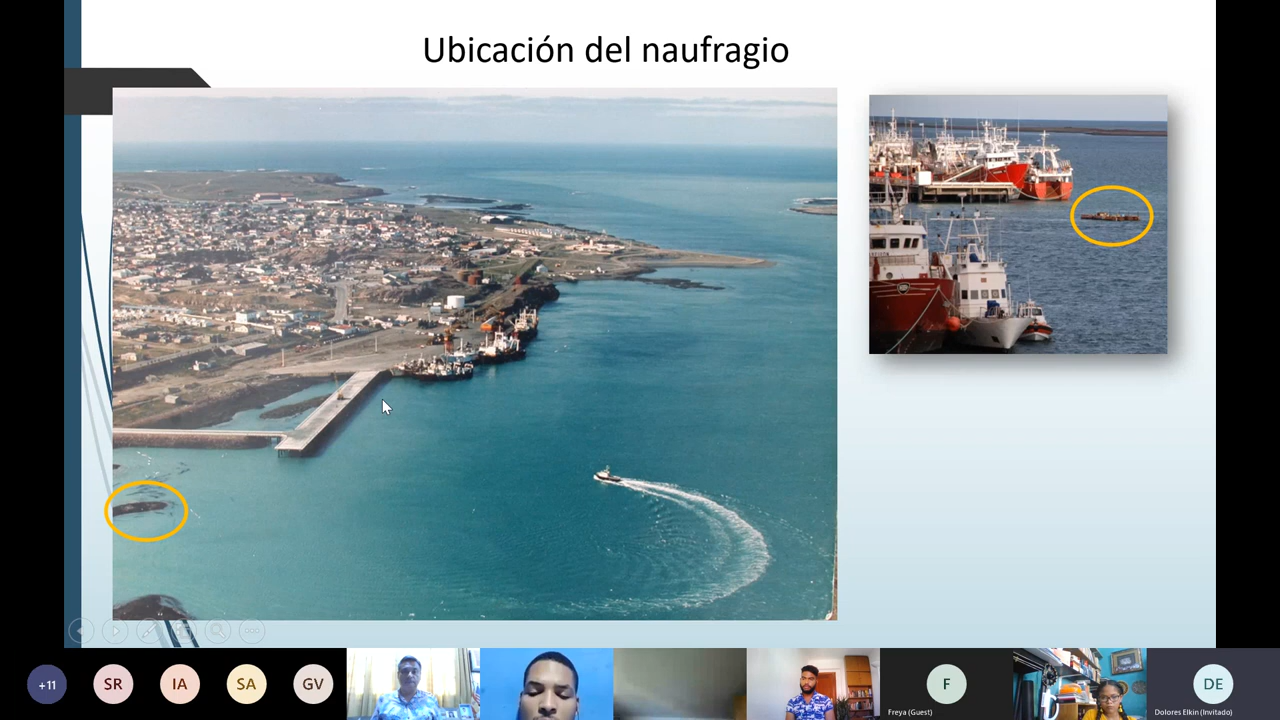 Ubicación del naufragio
+11
SR
IA
SA
GV
F
Freya (Guest)
DE
Dolores Elkin (Invitado)